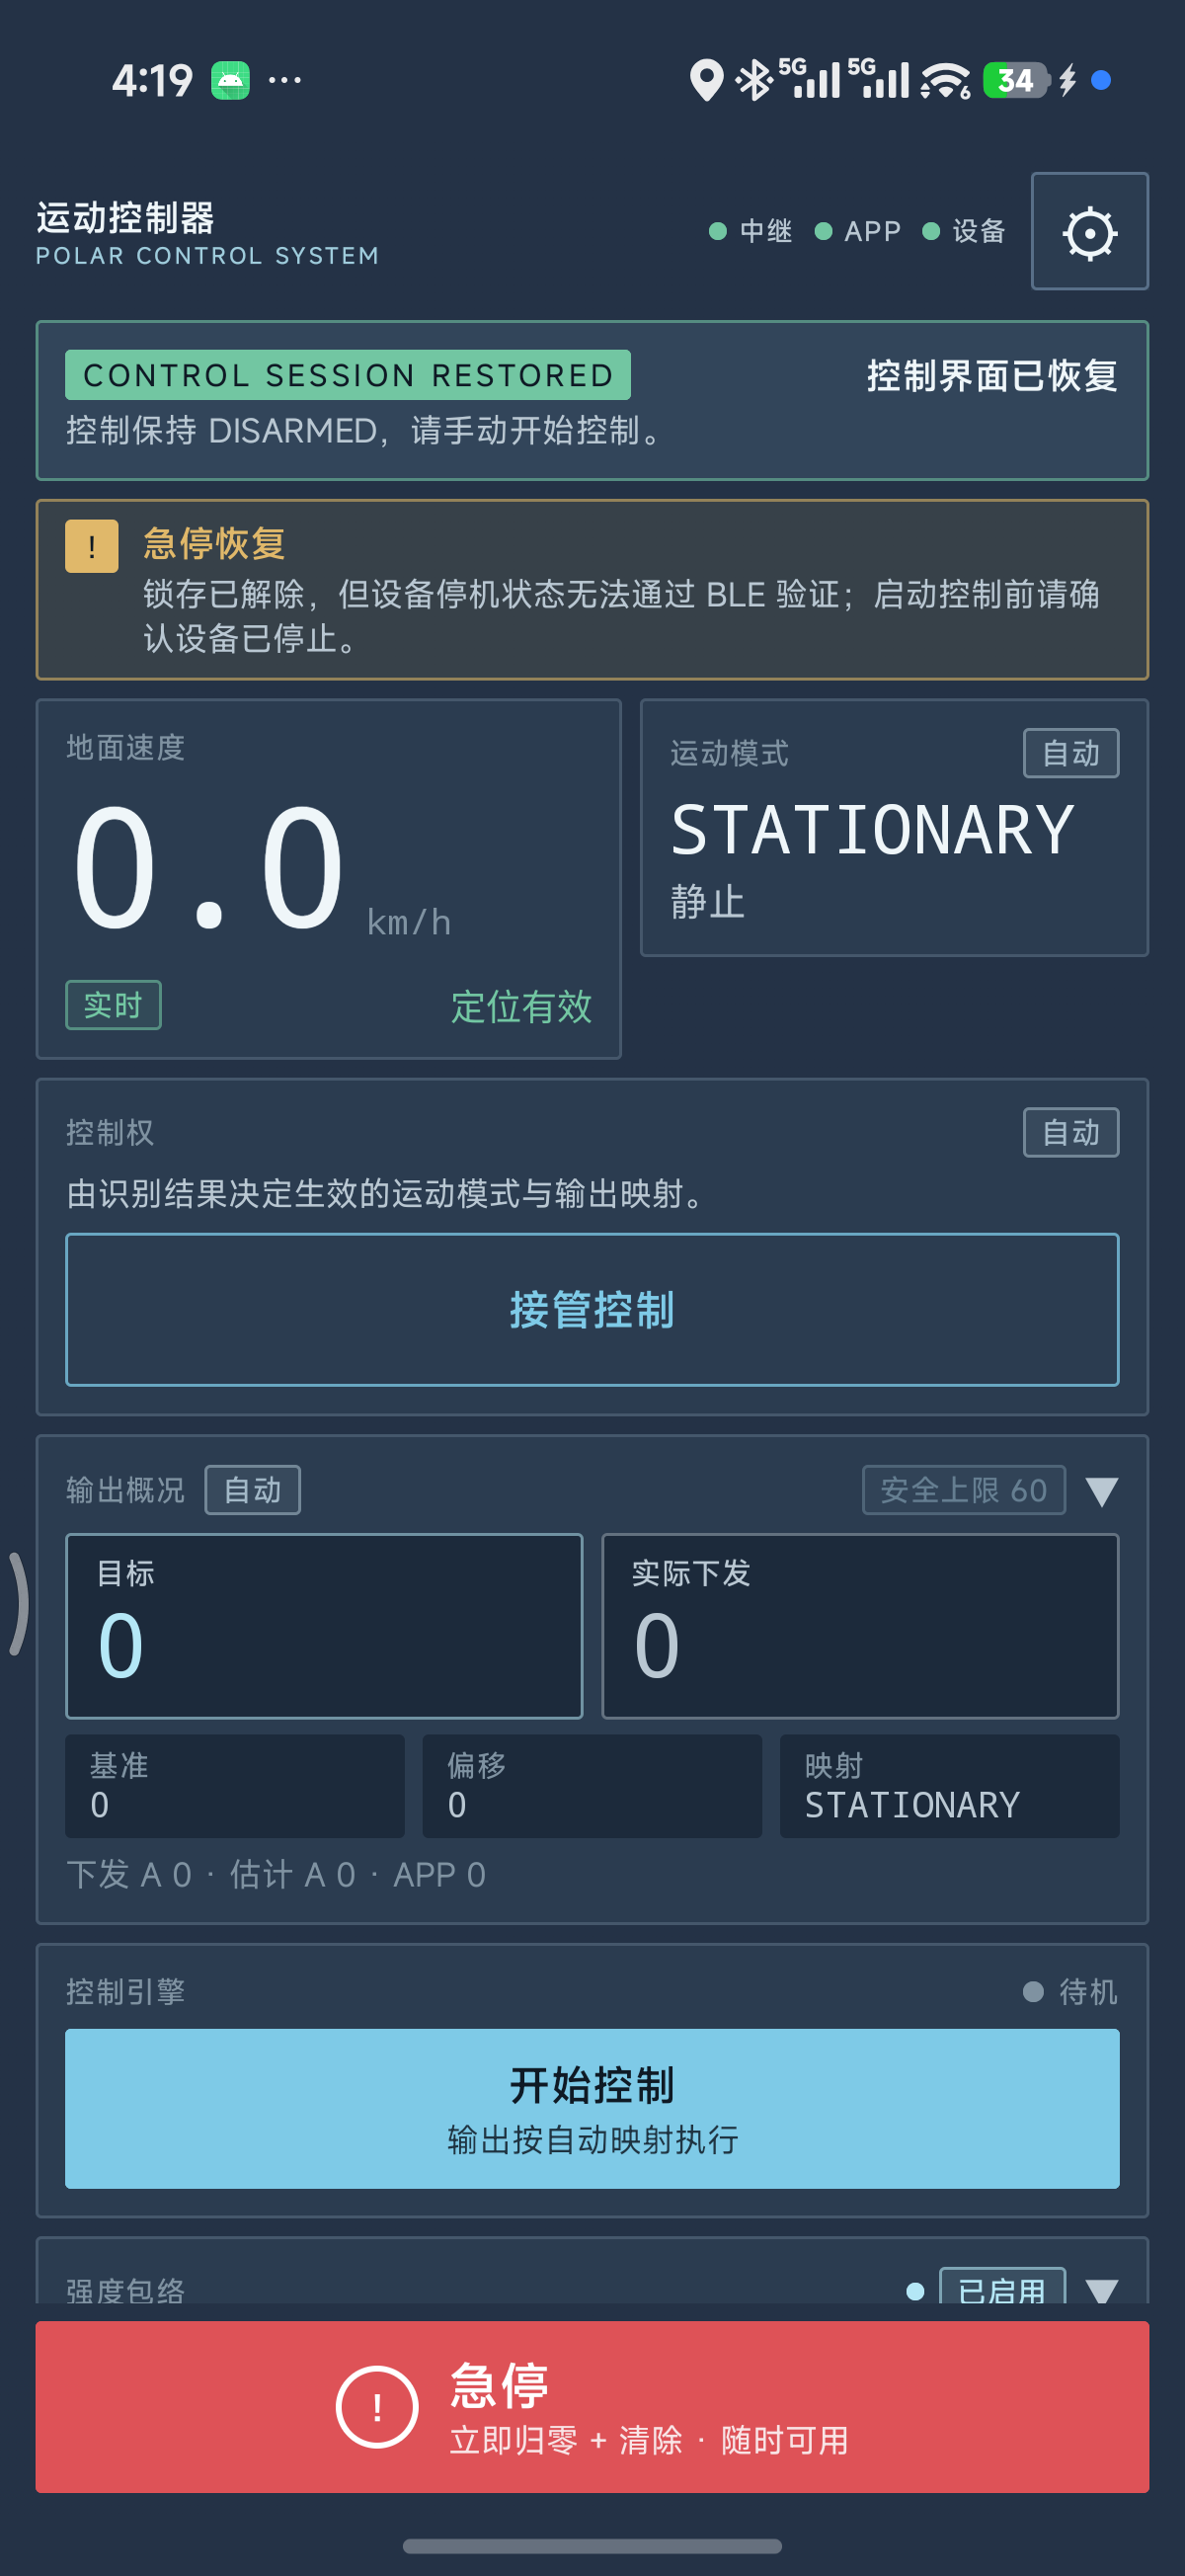 4:19 ... 5G 5G 6 34
运动控制器
POLAR CONTROL SYSTEM
中继 APP 设备
CONTROL SESSION RESTORED 控制界面已恢复
控制保持 DISARMED，请手动开始控制。
! 急停恢复
锁存已解除，但设备停机状态无法通过 BLE 验证；启动控制前请确
认设备已停止。
地面速度
0.0 km/h
实时 定位有效
运动模式 自动
STATIONARY
静止
控制权 自动
由识别结果决定生效的运动模式与输出映射。
接管控制
输出概况 自动 安全上限 60
目标
0
实际下发
0
基准
0
偏移
0
映射
STATIONARY
下发 A 0 · 估计 A 0 · APP 0
控制引擎 待机
开始控制
输出按自动映射执行
强度包络 已启用
! 急停
立即归零 + 清除 · 随时可用